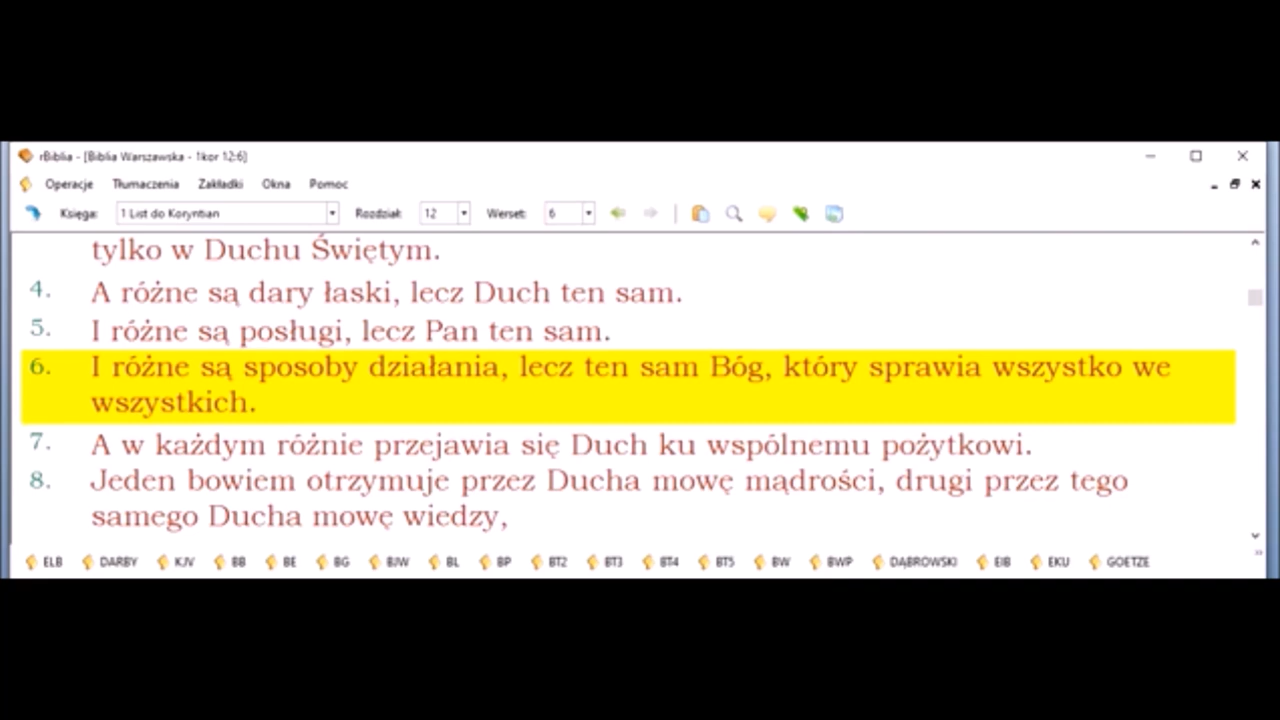 rBiblia - [Biblia Warszawska - 1kor 12:6]
Operacje Tłumaczenia Zakładki Okna Pomoc
Księga: 1 List do Koryntian Rozdział: 12 Werset: 6
tylko w Duchu Świętym.
4. A różne są dary łaski, lecz Duch ten sam.
5. I różne są posługi, lecz Pan ten sam.
6. I różne są sposoby działania, lecz ten sam Bóg, który sprawia wszystko we
wszystkich.
7. A w każdym różnie przejawia się Duch ku wspólnemu pożytkowi.
8. Jeden bowiem otrzymuje przez Ducha mowę mądrości, drugi przez tego
samego Ducha mowę wiedzy,
ELB DARBY KJV BB BE BG BJW BL BP BT2 BT3 BT4 BT5 BW BWP DĄBROWSKI EIB EKU GOETZE